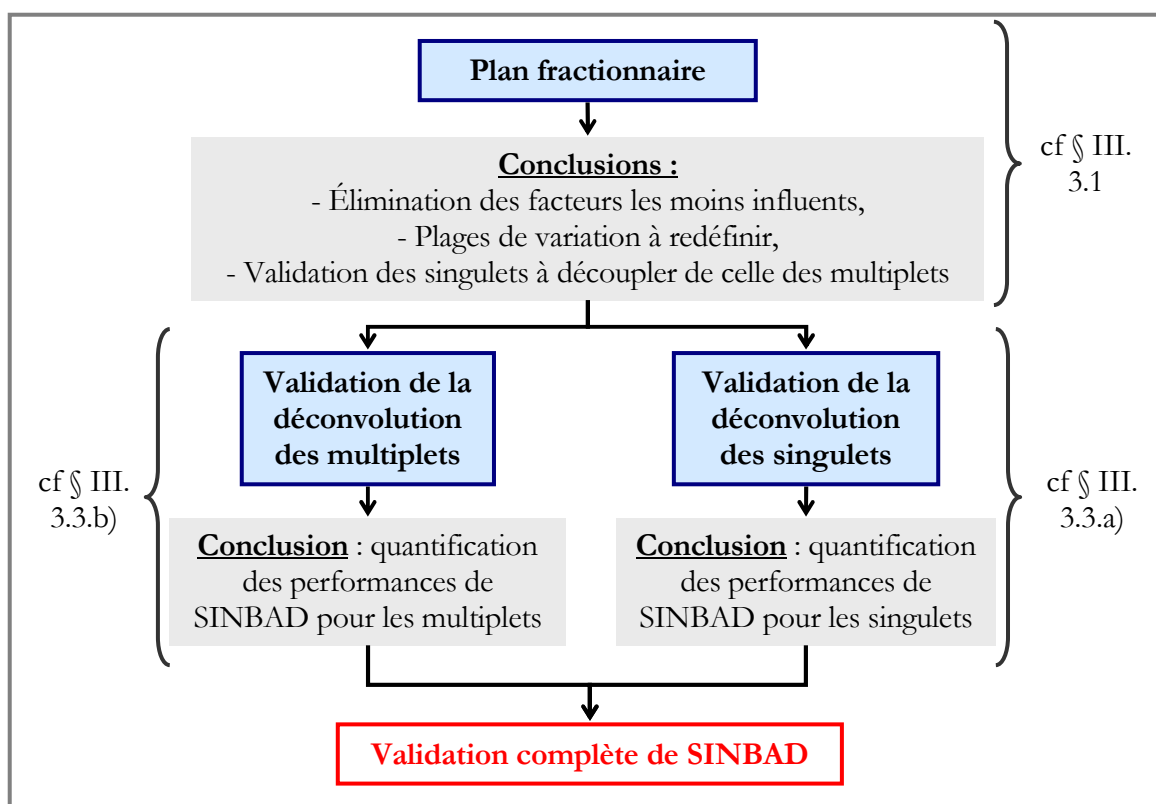 Plan fractionnaire
Conclusions :
- Élimination des facteurs les moins influents,
- Plages de variation à redéfinir,
- Validation des singulets à découpler de celle des multiplets
cf § III.
3.1
Validation de la
déconvolution
des multiplets
Validation de la
déconvolution
des singulets
cf § III.
3.3.b)
cf § III.
3.3.a)
Conclusion : quantification
des performances de
SINBAD pour les multiplets
Conclusion : quantification
des performances de
SINBAD pour les singulets
Validation complète de SINBAD